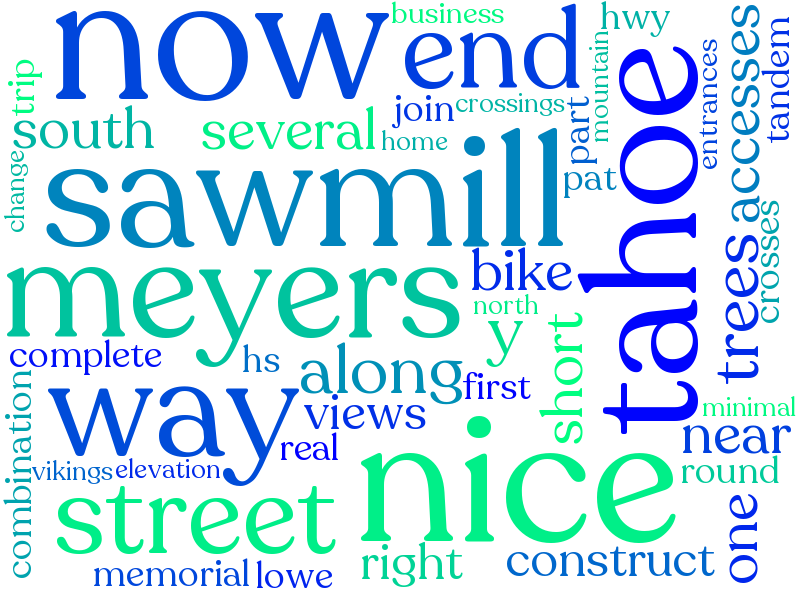 now
business
end
hwy
tahoe
accesses
tandem
trip
south
several
join
crossings
home
part
mountain
entrances
change
sawmill
pat
crosses
meyers
bike
north
y
short
trees
complete
hs
along
first
way
views
real
minimal
near
combination
vikings
elevation
nice
round
street
right
construct
one
memorial
lowe